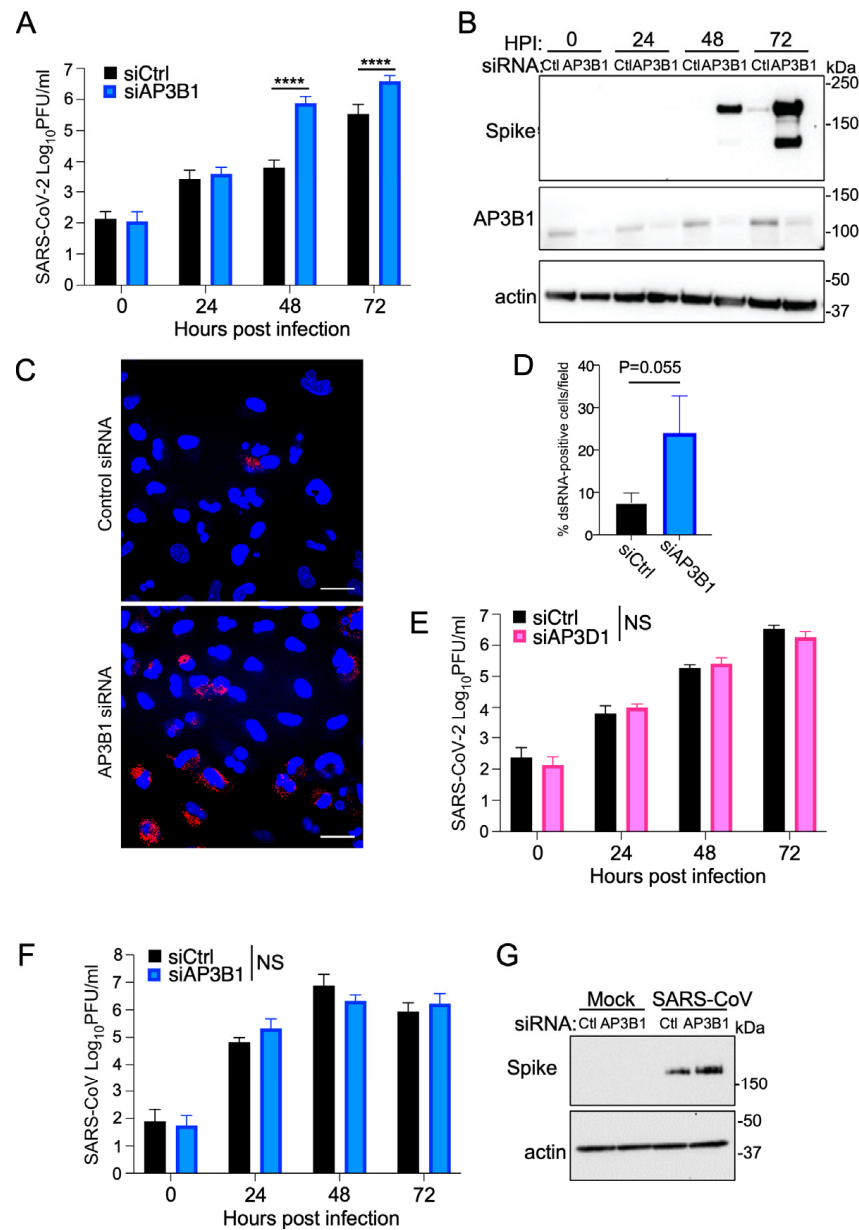 A
siCtrl
siAP3B1
SARS-CoV-2 Log10PFU/ml
7
6
5
4
3
2
1
0
****
****
0 24 48 72
Hours post infection
B
HPI: 0 24 48 72
siRNA: Ctl AP3B1 Ctl AP3B1 Ctl AP3B1 Ctl AP3B1 kDa
Spike
-250
-150
AP3B1
-150
-100
actin
-50
-37
C
Control siRNA
AP3B1 siRNA
D
P=0.055
% dsRNA-positive cells/field
40
30
20
10
0
siCtrl
siAP3B1
E
siCtrl
siAP3D1
NS
SARS-CoV-2 Log10PFU/ml
7
6
5
4
3
2
1
0
0 24 48 72
Hours post infection
F
siCtrl
siAP3B1
NS
SARS-CoV Log10PFU/ml
8
7
6
5
4
3
2
1
0
0 24 48 72
Hours post infection
G
Mock SARS-CoV
siRNA: Ctl AP3B1 Ctl AP3B1 kDa
Spike
-150
actin
-50
-37